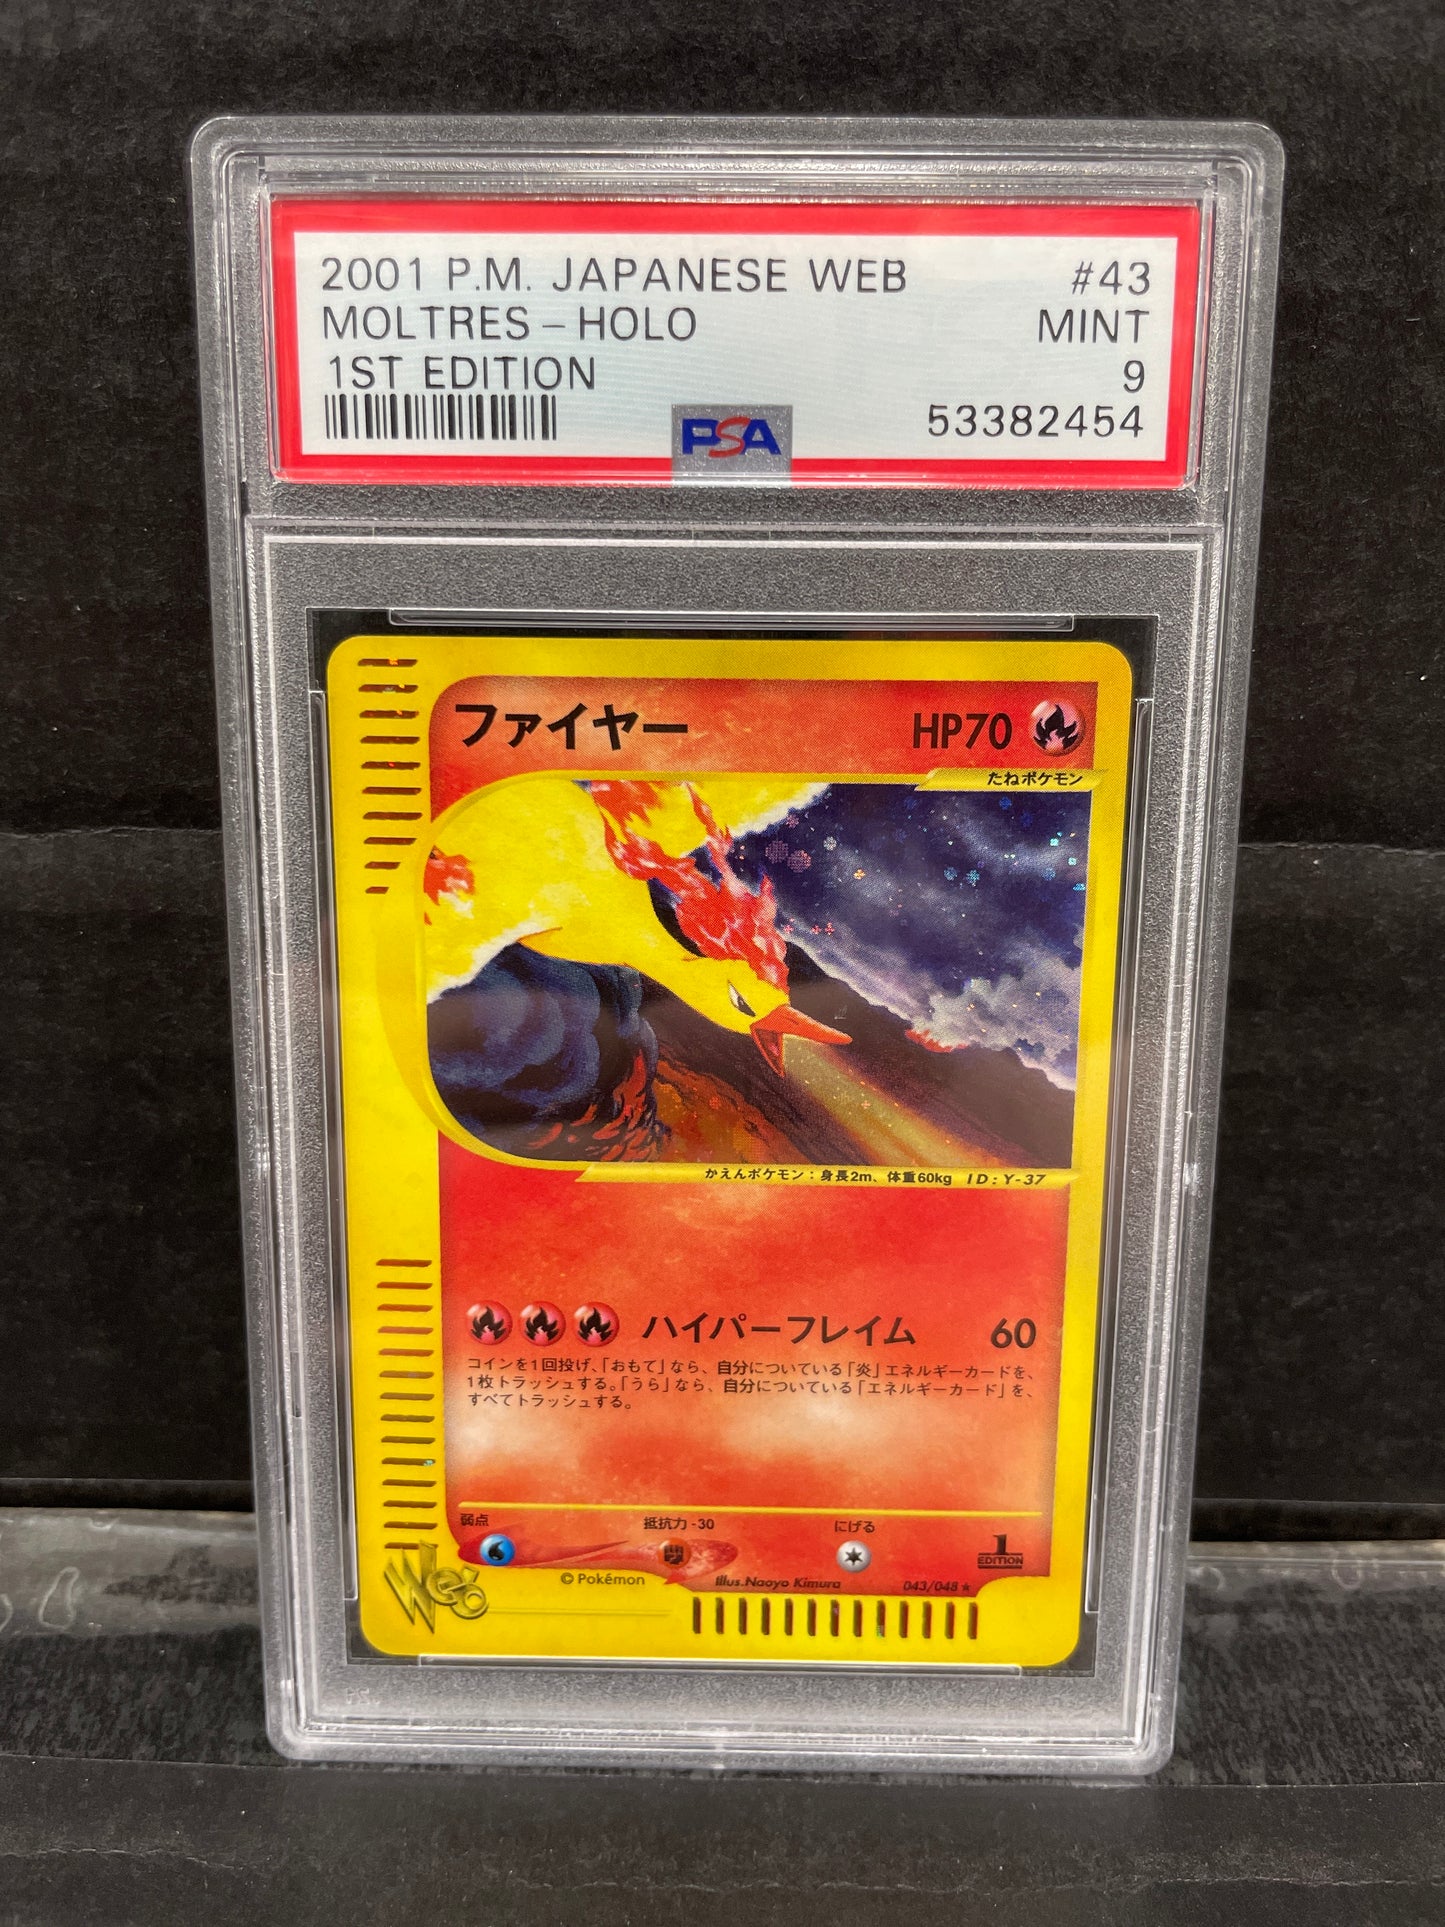 2001 P.M. JAPANESE WEB #43
MOLTRES - HOLO MINT
1ST EDITION 9
PSA 53382454
ファイヤー HP70
たねポケモン
かえんポケモン:身長2m、体重60kg ID:Y-37
ハイパーフレイム 60
コインを1回投げ、「おもて」なら、自分についている「炎」エネルギーカードを、
1枚トラッシュする。「うら」なら、自分についている「エネルギーカード」を、
すべてトラッシュする。
弱点 抵抗力 -30 にげる
1
EDITION
Web ©Pokémon Illus.Naoyo Kimura 043/048★